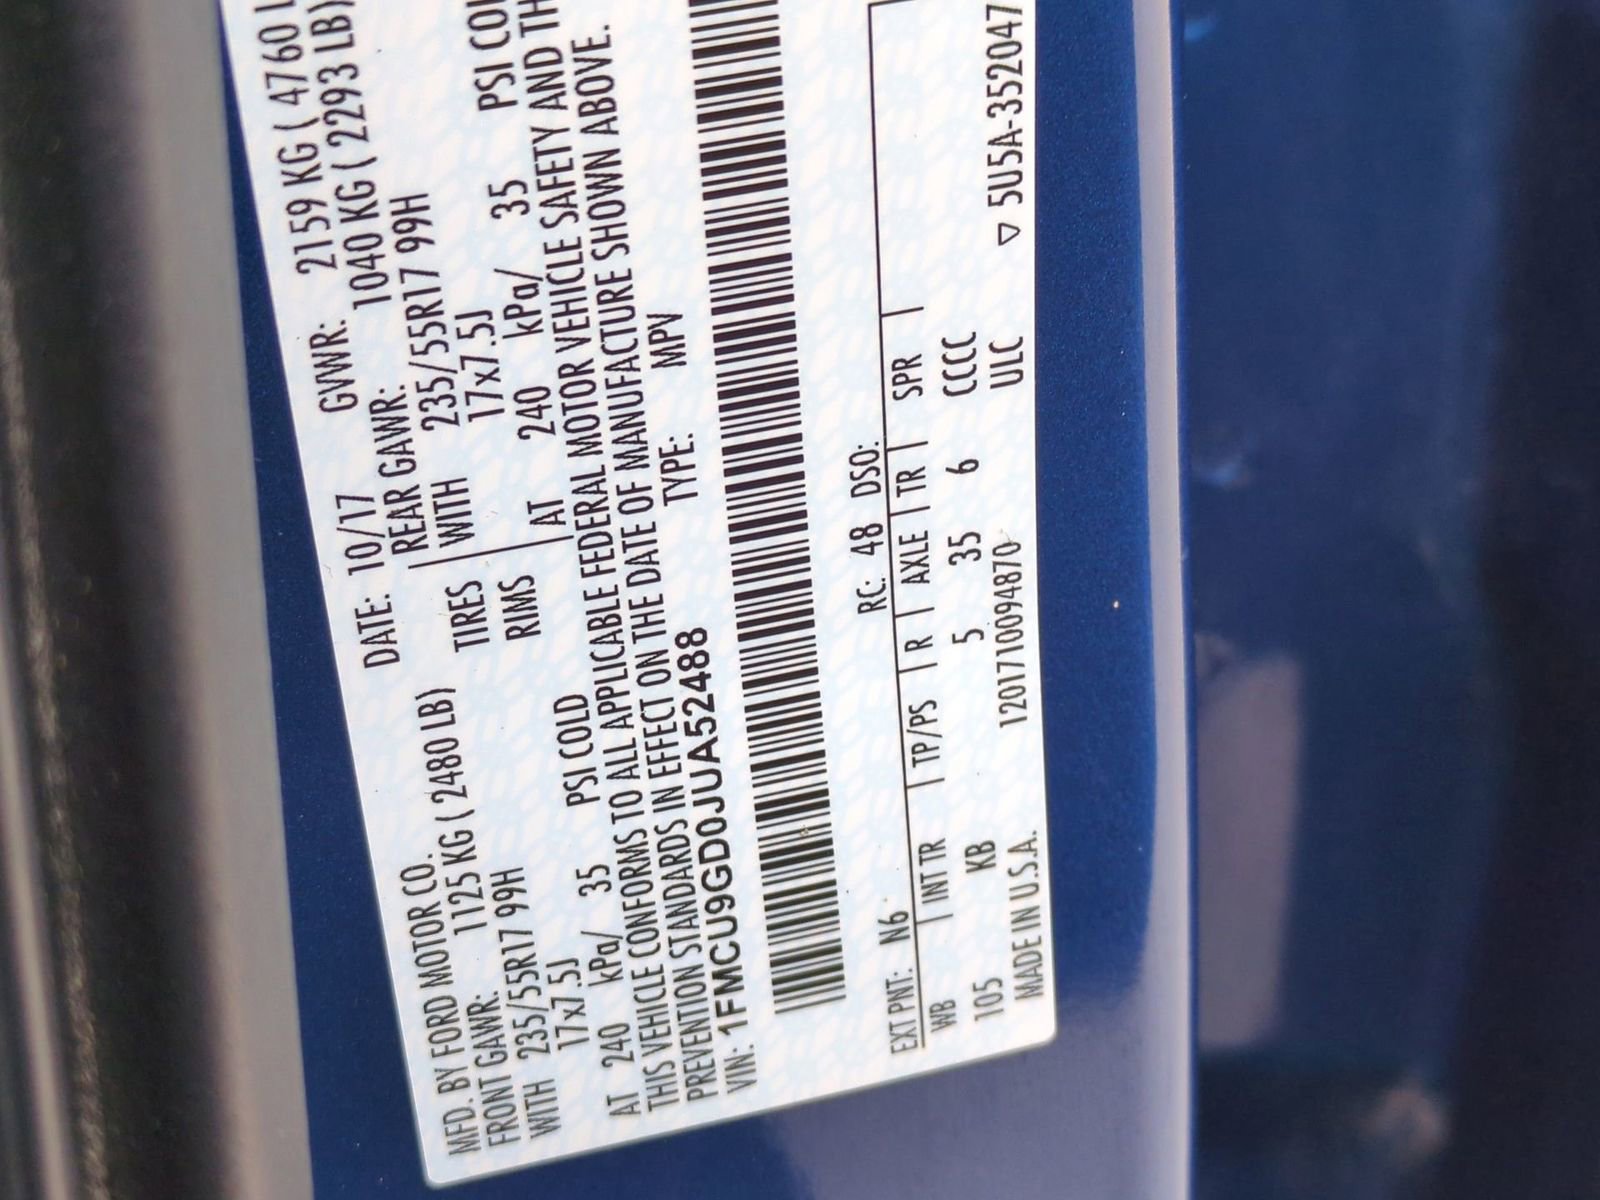 MFD. BY FORD MOTOR CO. DATE: 10/17 GVWR: 2159 KG ( 4760 L
FRONT GAWR: 1125 KG ( 2480 LB) REAR GAWR: 1040 KG ( 2293 LB)
WITH 235/55R17 99H TIRES WITH 235/55R17 99H
17x7.5J RIMS 17x7.5J
AT 240 kPa/ 35 PSI COLD AT 240 kPa/ 35 PSI COL
THIS VEHICLE CONFORMS TO ALL APPLICABLE FEDERAL MOTOR VEHICLE SAFETY AND TH
PREVENTION STANDARDS IN EFFECT ON THE DATE OF MANUFACTURE SHOWN ABOVE.
VIN: 1FMCU9GD0JUA52488 TYPE: MPV
EXT PNT: N6 RC: 48 DSO:
WB INT TR TP/PS R AXLE TR SPR
105 KB 5 35 6 CCCC
MADE IN U.S.A. 1201710094870 ULC ▽ 5U5A-352047